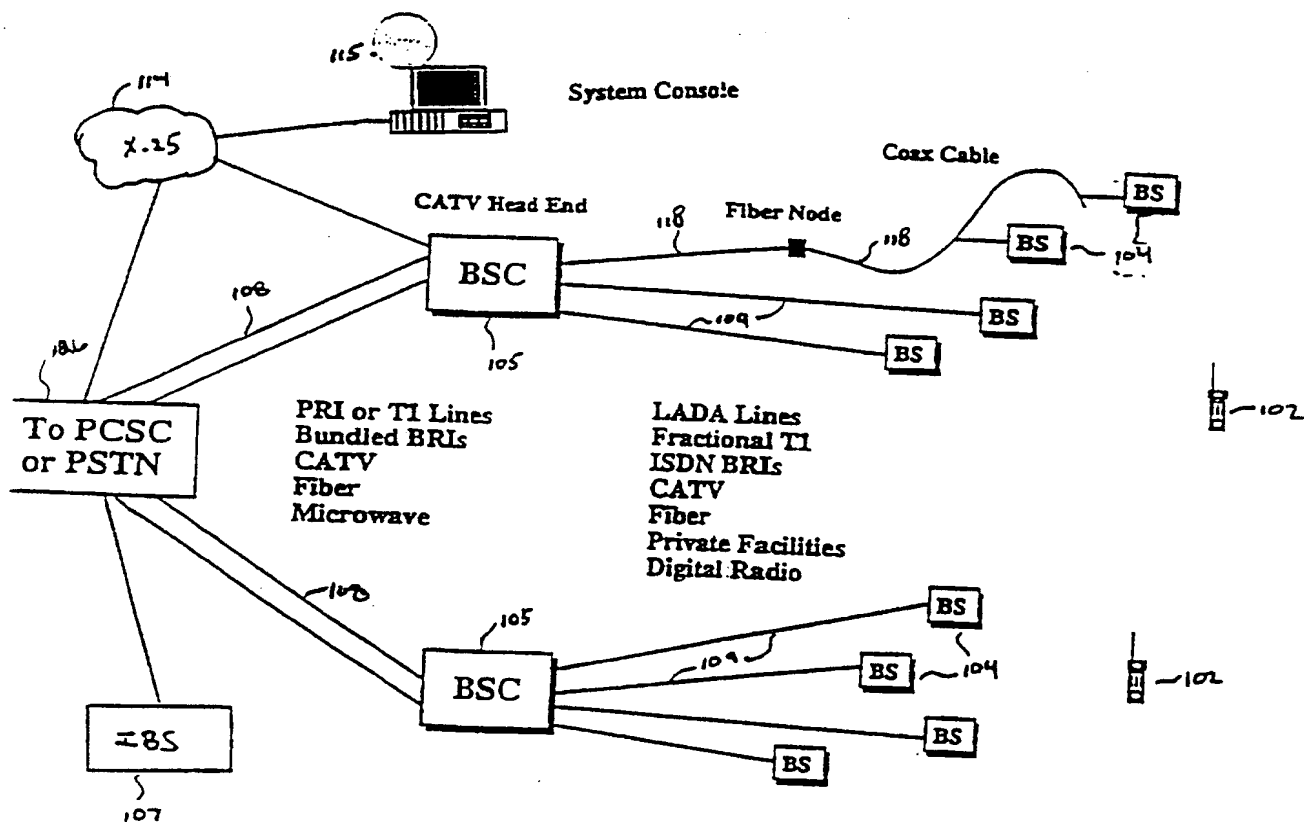 115
114
System Console
X.25
Coax Cable
CATV Head End
Fiber Node
BS
118
118
BS
104
BSC
108
109
BS
105
BS
To PCSC
or PSTN
PRI or T1 Lines
Bundled BRIs
CATV
Fiber
Microwave
LADA Lines
Fractional T1
ISDN BRIs
CATV
Fiber
Private Facilities
Digital Radio
102
108
105
BS
109
BS
104
102
BSC
IBS
BS
BS
107